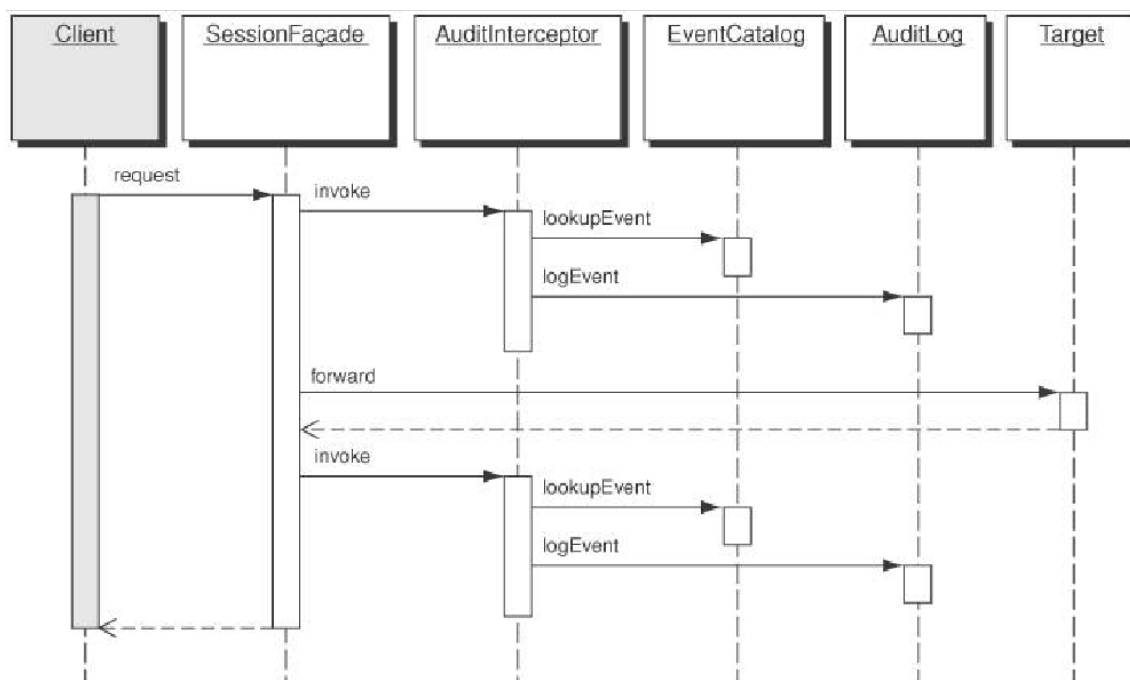 Client SessionFaçade AuditInterceptor EventCatalog AuditLog Target
request
invoke
lookupEvent
logEvent
forward
invoke
lookupEvent
logEvent